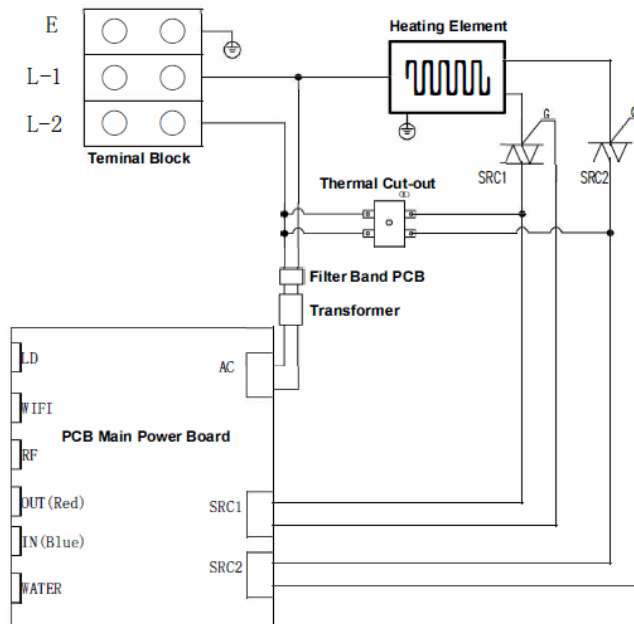 E
Heating Element
L-1
L-2
G
G
Teminal Block
Thermal Cut-out
SRC1
SRC2
Filter Band PCB
Transformer
LD
AC
WIFI
PCB Main Power Board
RF
OUT(Red)
SRC1
IN(Blue)
SRC2
WATER